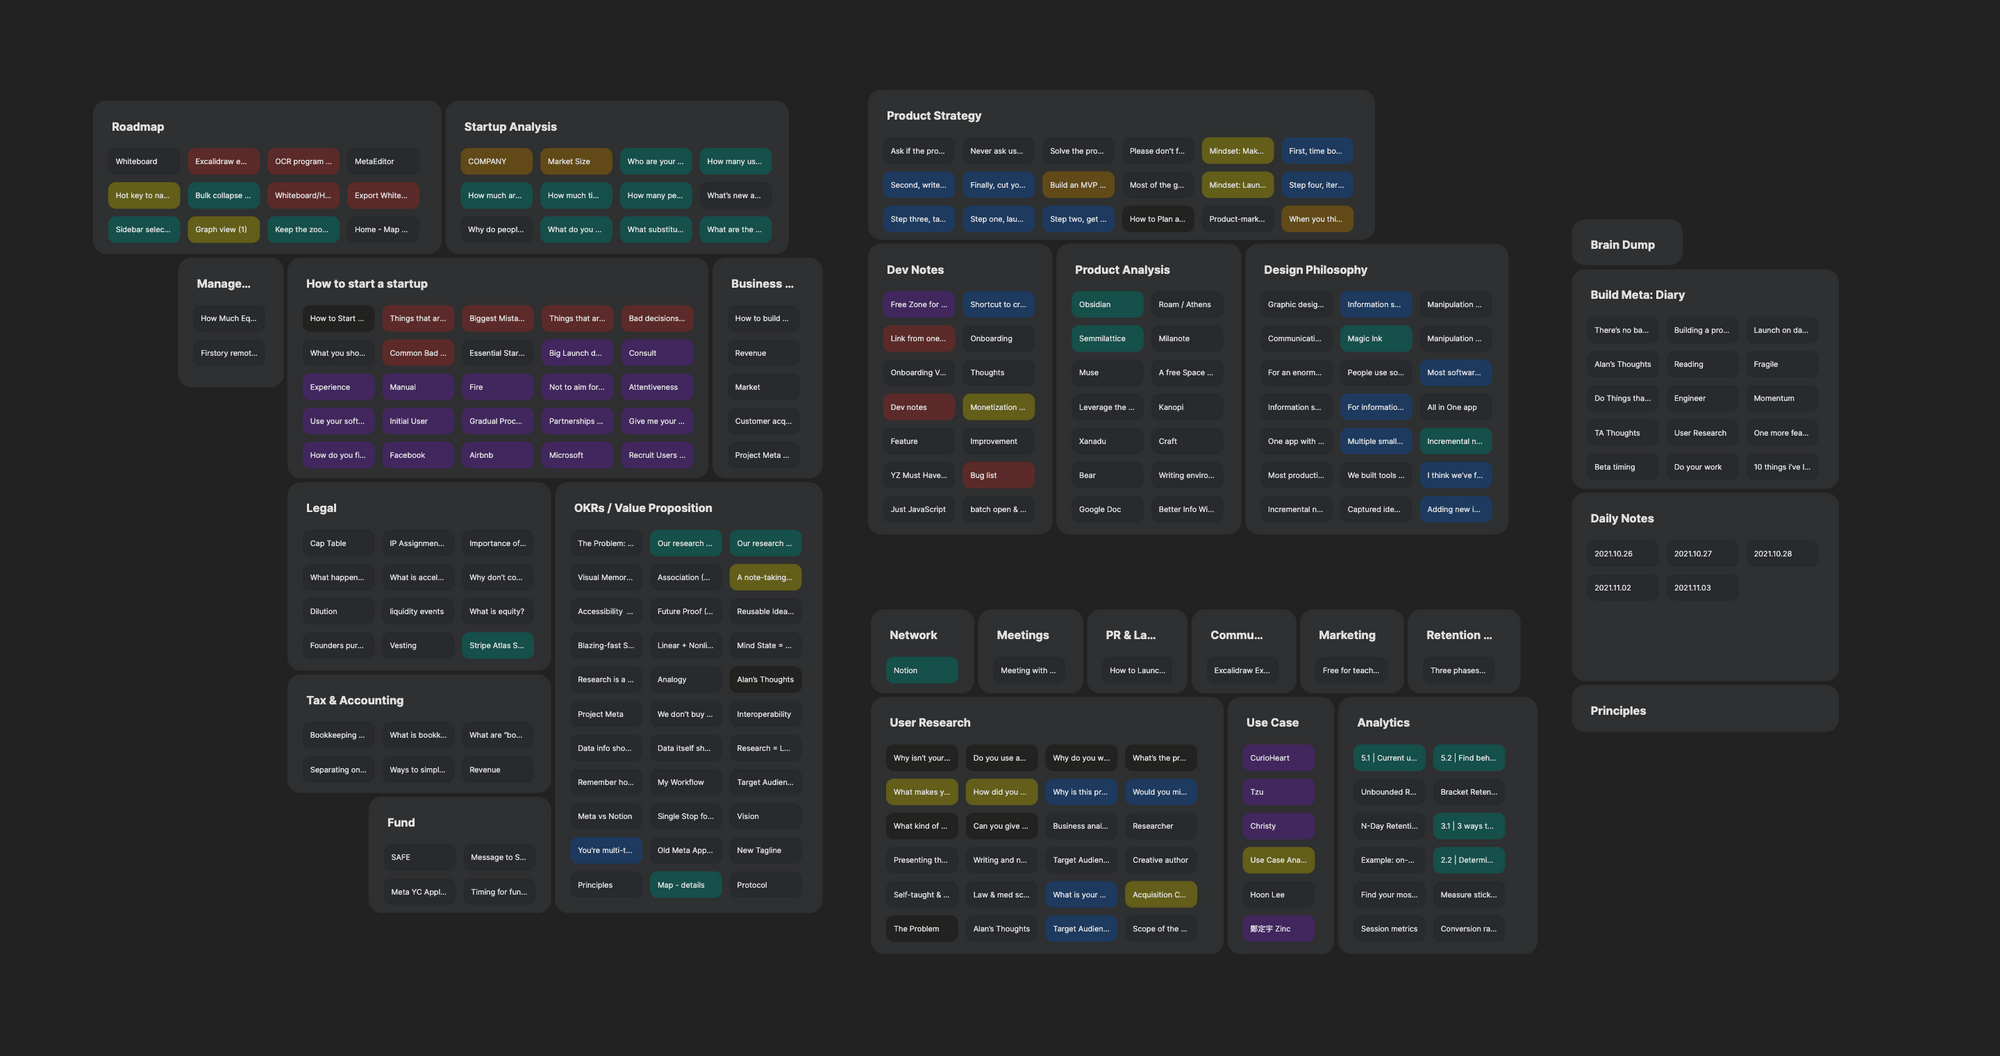 Roadmap
Whiteboard
Excalidraw e...
OCR program ...
MetaEditor
Hot key to na...
Bulk collapse ...
Whiteboard/H...
Export White...
Sidebar selec...
Graph view (1)
Keep the zoo...
Home - Map ...
Startup Analysis
COMPANY
Market Size
Who are your ...
How many us...
How much ar...
How much ti...
How many pe...
What's new a...
Why do peopl...
What do you ...
What substitu...
What are the ...
Manage...
How Much Eq...
Firstory remot...
How to start a startup
How to Start ...
Things that ar...
Biggest Mista...
Things that ar...
Bad decisions...
What you sho...
Common Bad ...
Essential Star...
Big Launch d...
Consult
Experience
Manual
Fire
Not to aim for...
Attentiveness
Use your soft...
Initial User
Gradual Proc...
Partnerships ...
Give me your ...
How do you fi...
Facebook
Airbnb
Microsoft
Recruit Users ...
Business ...
How to build ...
Revenue
Market
Customer acq...
Project Meta ...
Legal
Cap Table
IP Assignmen...
Importance of...
What happen...
What is accel...
Why don't co...
Dilution
liquidity events
What is equity?
Founders pur...
Vesting
Stripe Atlas S...
OKRs / Value Proposition
The Problem: ...
Our research ...
Our research ...
Visual Memor...
Association (...
A note-taking...
Accessibility ...
Future Proof (...
Reusable Idea...
Blazing-fast S...
Linear + Nonli...
Mind State = ...
Research is a ...
Analogy
Alan's Thoughts
Project Meta
We don't buy ...
Interoperability
Data info sho...
Data itself sh...
Research = L...
Remember ho...
My Workflow
Target Audien...
Meta vs Notion
Single Stop fo...
Vision
You're multi-t...
Old Meta App...
New Tagline
Principles
Map - details
Protocol
Tax & Accounting
Bookkeeping ...
What is bookk...
What are "bo...
Separating on...
Ways to simpl...
Revenue
Fund
SAFE
Message to S...
Meta YC Appl...
Timing for fun...
Product Strategy
Ask if the pro...
Never ask us...
Solve the pro...
Please don't f...
Mindset: Mak...
First, time bo...
Second, write...
Finally, cut yo...
Build an MVP ...
Most of the g...
Mindset: Laun...
Step four, iter...
Step three, ta...
Step one, lau...
Step two, get ...
How to Plan a...
Product-mark...
When you thi...
Dev Notes
Free Zone for ...
Shortcut to cr...
Link from one...
Onboarding
Onboarding V...
Thoughts
Dev notes
Monetization ...
Feature
Improvement
YZ Must Have...
Bug list
Just JavaScript
batch open & ...
Product Analysis
Obsidian
Roam / Athens
Semmilattice
Milanote
Muse
A free Space ...
Leverage the ...
Kanopi
Xanadu
Craft
Bear
Writing enviro...
Google Doc
Better Info Wi...
Design Philosophy
Graphic desig...
Information s...
Manipulation ...
Communicati...
Magic Ink
Manipulation ...
For an enorm...
People use so...
Most softwar...
Information s...
For informatio...
All in One app
One app with ...
Multiple small...
Incremental n...
Most producti...
We built tools ...
I think we've f...
Incremental n...
Captured ide...
Adding new i...
Network
Notion
Meetings
Meeting with ...
PR & La...
How to Launc...
Commu...
Excalidraw Ex...
Marketing
Free for teach...
Retention ...
Three phases...
User Research
Why isn't your...
Do you use a...
Why do you w...
What's the pr...
What makes y...
How did you ...
Why is this pr...
Would you mi...
What kind of ...
Can you give ...
Business anal...
Researcher
Presenting th...
Writing and n...
Target Audien...
Creative author
Self-taught & ...
Law & med sc...
What is your ...
Acquisition C...
The Problem
Alan's Thoughts
Target Audien...
Scope of the ...
Use Case
CurioHeart
Tzu
Christy
Use Case Ana...
Hoon Lee
鄭定宇 Zinc
Analytics
5.1 | Current u...
5.2 | Find beh...
Unbounded R...
Bracket Reten...
N-Day Retenti...
3.1 | 3 ways t...
Example: on-...
2.2 | Determi...
Find your mos...
Measure stick...
Session metrics
Conversion ra...
Brain Dump
Build Meta: Diary
There's no ba...
Building a pro...
Launch on da...
Alan's Thoughts
Reading
Fragile
Do Things tha...
Engineer
Momentum
TA Thoughts
User Research
One more fea...
Beta timing
Do your work
10 things i've l...
Daily Notes
2021.10.26
2021.10.27
2021.10.28
2021.11.02
2021.11.03
Principles